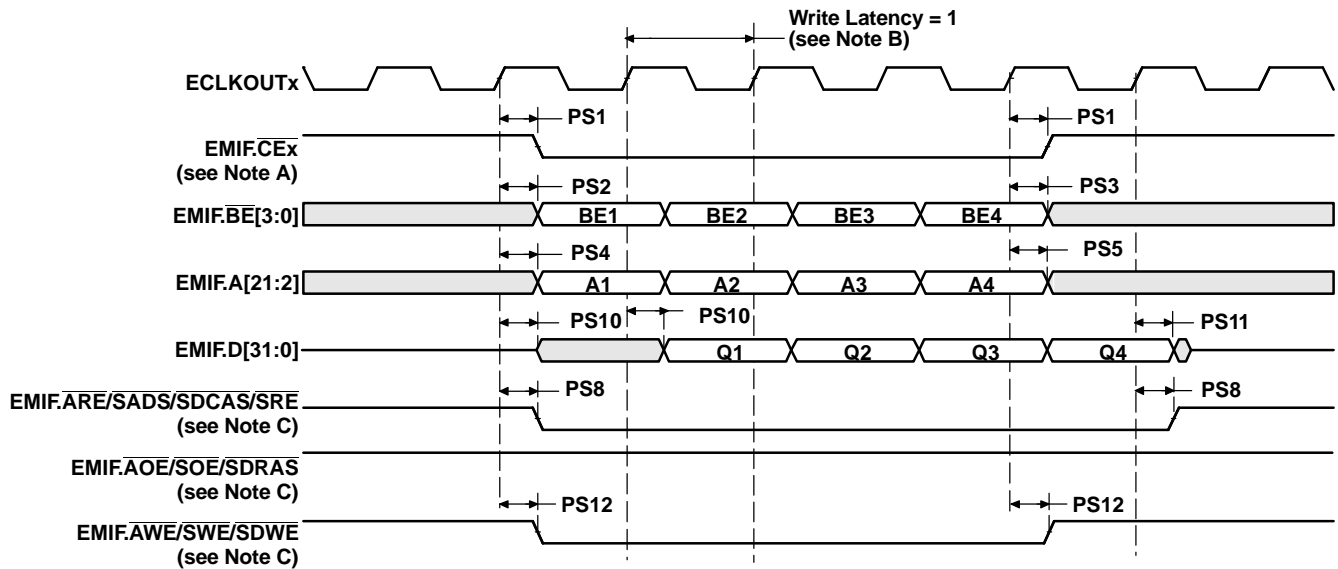 Write Latency = 1
(see Note B)
ECLKOUTx
PS1 PS1
EMIF.CEx
(see Note A)
PS2 PS3
EMIF.BE[3:0] BE1 BE2 BE3 BE4
PS4 PS5
EMIF.A[21:2] A1 A2 A3 A4
PS10 PS10 PS11
EMIF.D[31:0] Q1 Q2 Q3 Q4
PS8 PS8
EMIF.ARE/SADS/SDCAS/SRE
(see Note C)
EMIF.AOE/SOE/SDRAS
(see Note C)
PS12 PS12
EMIF.AWE/SWE/SDWE
(see Note C)